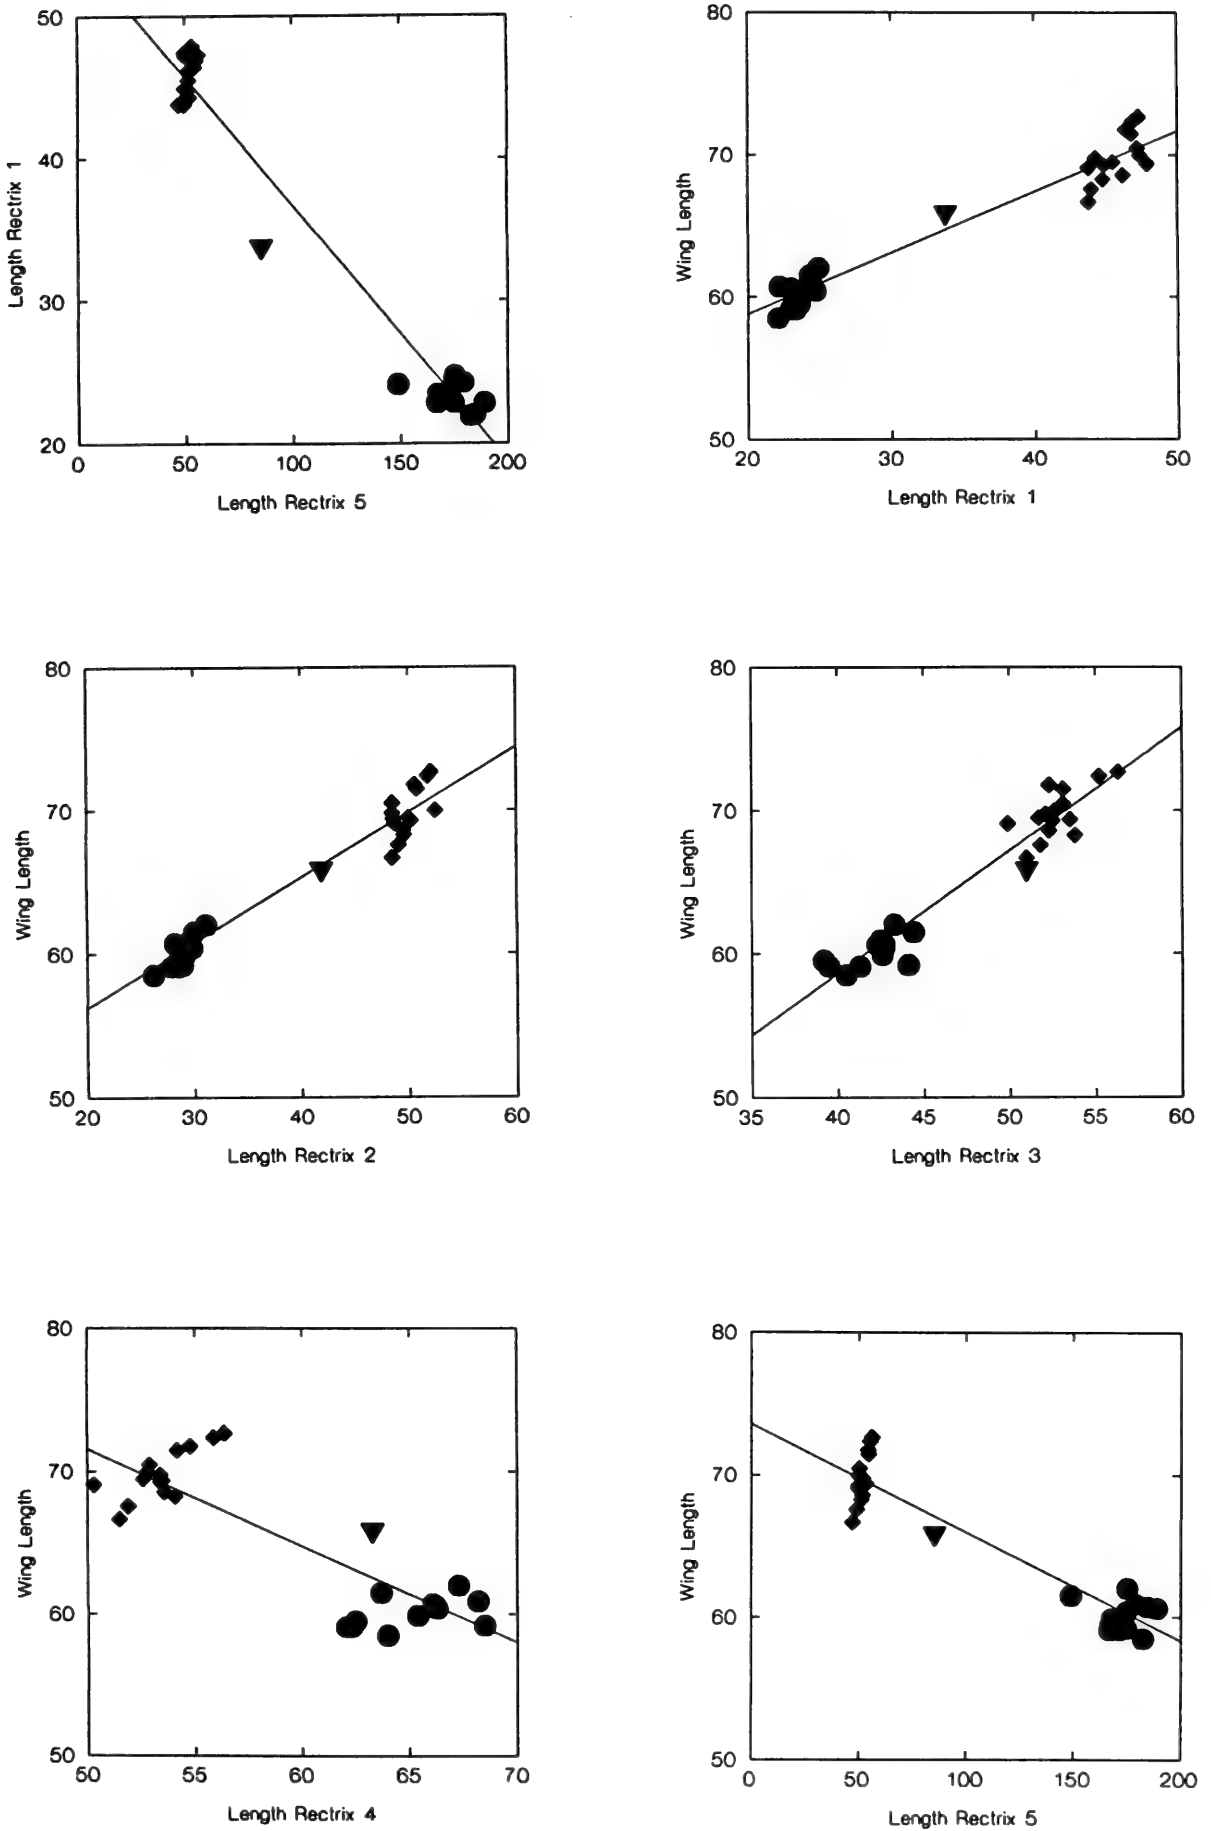 50
40
30
20
Length Rectrix 1
0 50 100 150 200
Length Rectrix 5
80
70
60
50
Wing Length
20 30 40 50
Length Rectrix 1
80
70
60
50
Wing Length
20 30 40 50 60
Length Rectrix 2
80
70
60
50
Wing Length
35 40 45 50 55 60
Length Rectrix 3
80
70
60
50
Wing Length
50 55 60 65 70
Length Rectrix 4
80
70
60
50
Wing Length
0 50 100 150 200
Length Rectrix 5